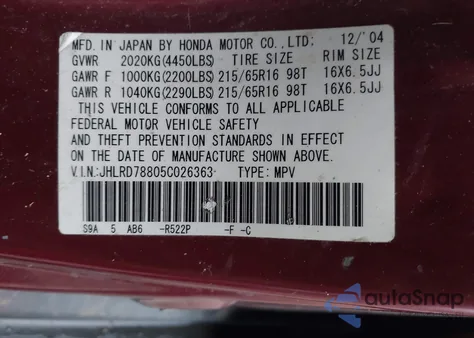 MFD. IN JAPAN BY HONDA MOTOR CO., LTD; 12/'04
GVWR 2020KG(4450LBS) TIRE SIZE RIM SIZE
GAWR F 1000KG(2200LBS) 215/65R16 98T 16X6.5JJ
GAWR R 1040KG(2290LBS) 215/65R16 98T 16X6.5JJ
THIS VEHICLE CONFORMS TO ALL APPLICABLE
FEDERAL MOTOR VEHICLE SAFETY
AND THEFT PREVENTION STANDARDS IN EFFECT
ON THE DATE OF MANUFACTURE SHOWN ABOVE.
V.I.N:JHLRD78805C026363 TYPE: MPV
S9A 5 AB6 -R522P -F -C
autoSnap